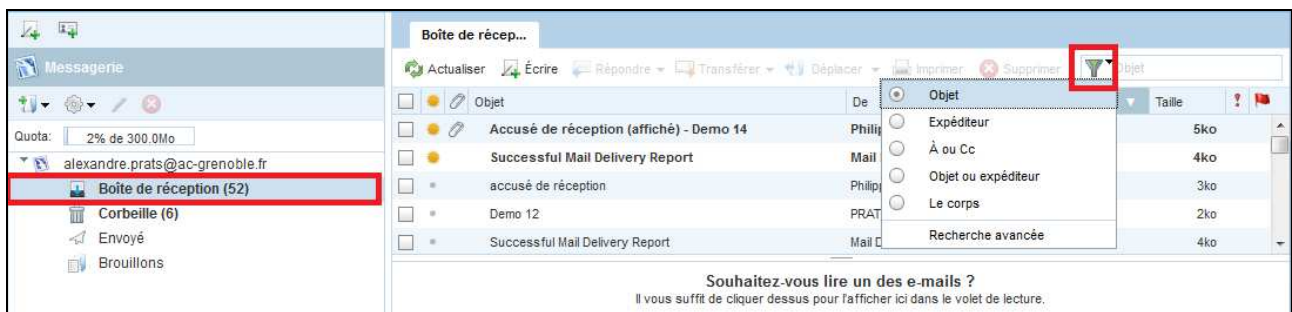 Boîte de récep...
Messagerie
Actualiser Écrire Répondre Transférer Déplacer Imprimer Supprimer Objet
Quota: 2% de 300.0Mo
alexandre.prats@ac-grenoble.fr
Boîte de réception (52)
Corbeille (6)
Envoyé
Brouillons
Objet De Taille
Accusé de réception (affiché) - Demo 14 5ko
Successful Mail Delivery Report Mail 4ko
accusé de réception 3ko
Demo 12 PRAT 2ko
Successful Mail Delivery Report Mail D 4ko
Objet
Expéditeur
À ou Cc
Objet ou expéditeur
Le corps
Recherche avancée
Souhaitez-vous lire un des e-mails ?
Il vous suffit de cliquer dessus pour l'afficher ici dans le volet de lecture.